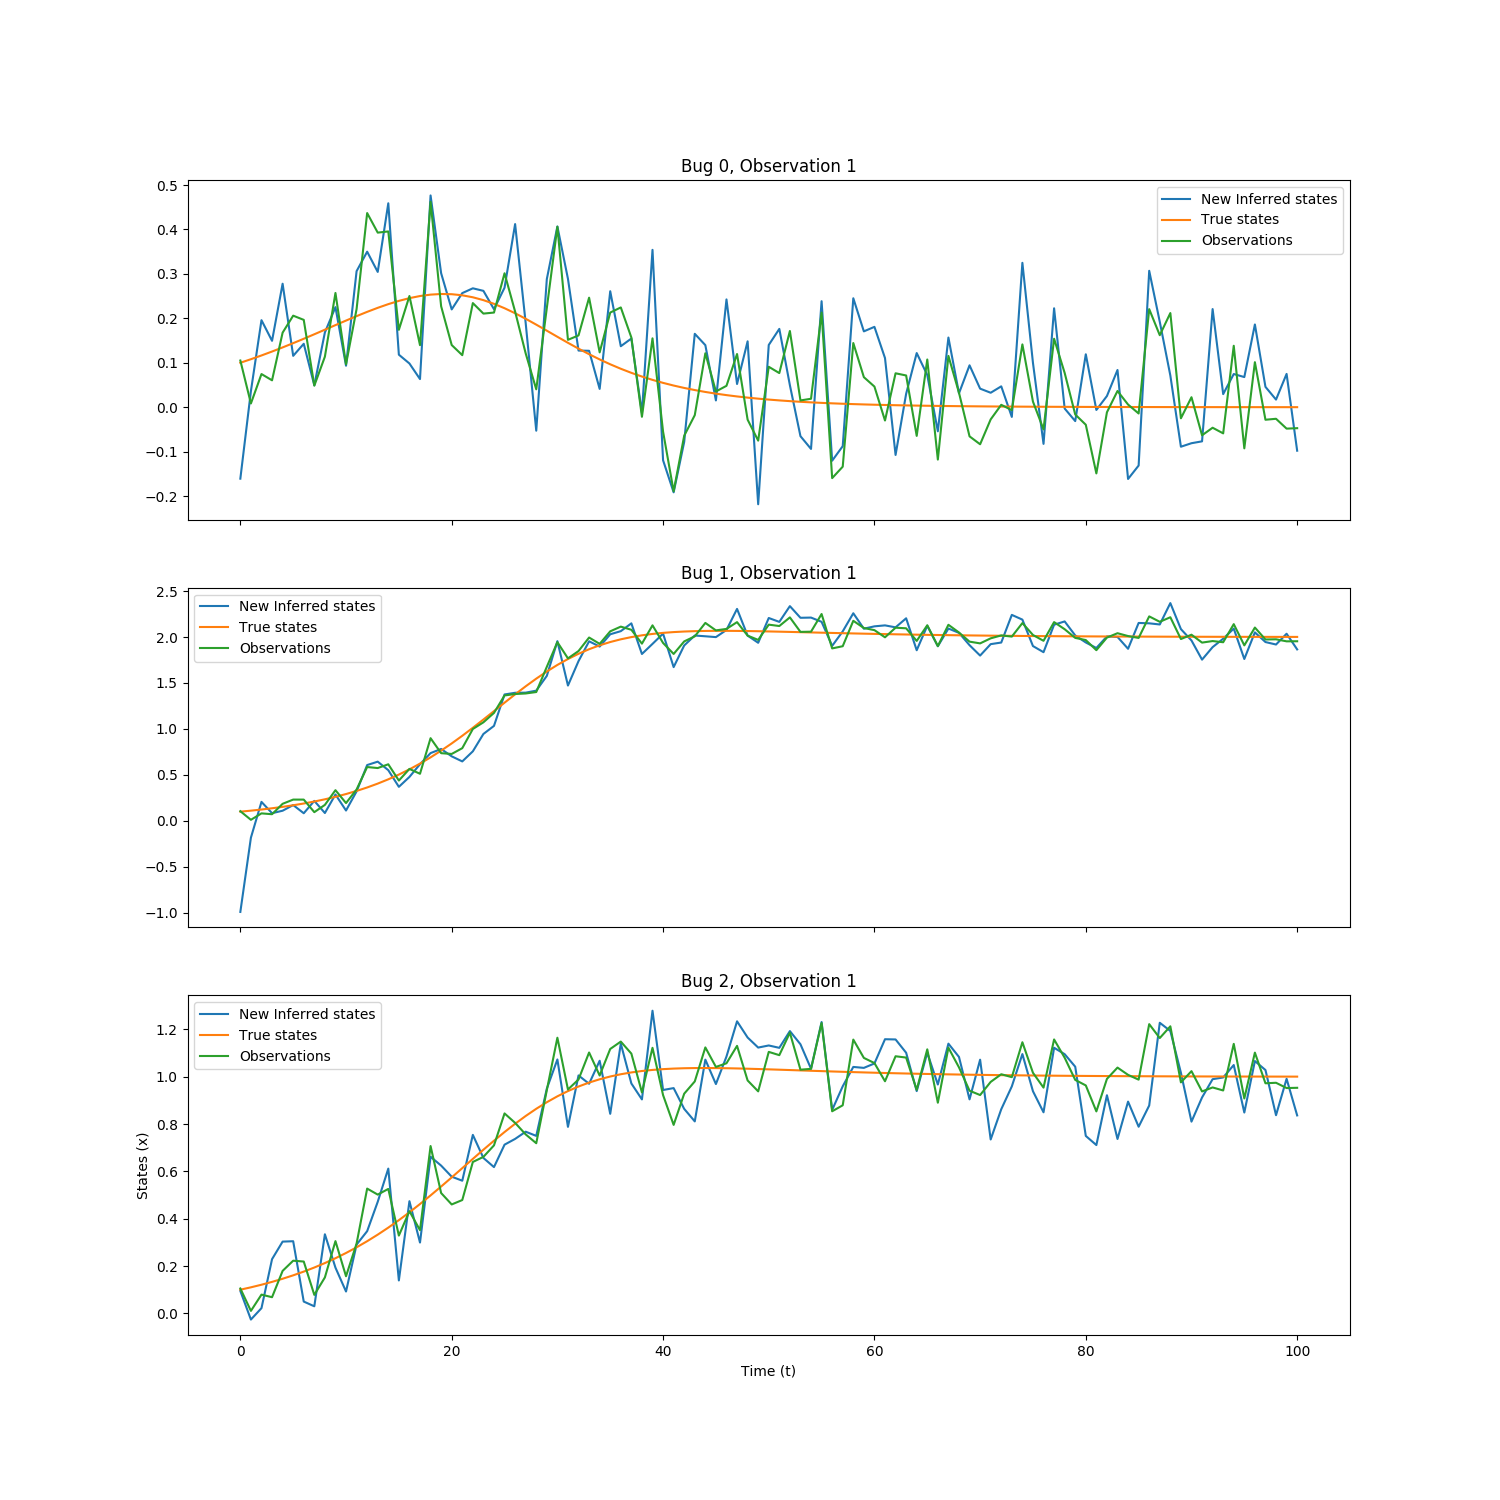 Bug 0, Observation 1
0.5
0.4
0.3
0.2
0.1
0.0
−0.1
−0.2
New Inferred states
True states
Observations
Bug 1, Observation 1
2.5
2.0
1.5
1.0
0.5
0.0
−0.5
−1.0
New Inferred states
True states
Observations
Bug 2, Observation 1
States (x)
1.2
1.0
0.8
0.6
0.4
0.2
0.0
New Inferred states
True states
Observations
0 20 40 60 80 100
Time (t)